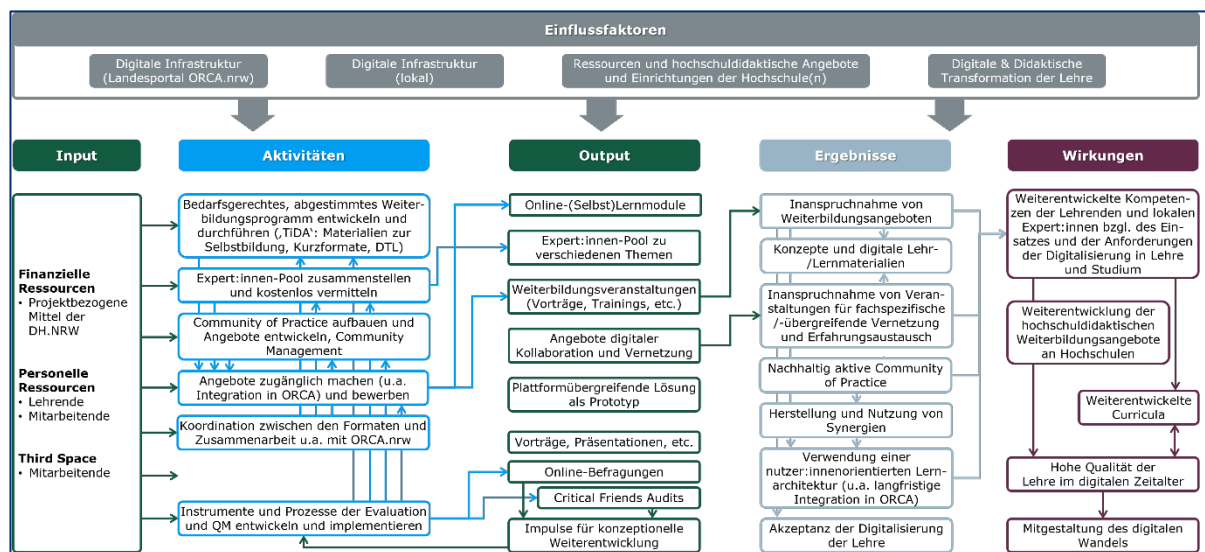 Einflussfaktoren
Digitale Infrastruktur
(Landesportal ORCA.nrw)
Digitale Infrastruktur
(lokal)
Ressourcen und hochschuldidaktische Angebote
und Einrichtungen der Hochschule(n)
Digitale & Didaktische
Transformation der Lehre
Input
Finanzielle
Ressourcen
• Projektbezogene
Mittel der
DH.NRW
Personelle
Ressourcen
• Lehrende
• Mitarbeitende
Third Space
• Mitarbeitende
Aktivitäten
Bedarfsgerechtes, abgestimmtes Weiter-
bildungsprogramm entwickeln und
durchführen (‚TiDA‘: Materialien zur
Selbstbildung, Kurzformate, DTL)
Expert:innen-Pool zusammenstellen
und kostenlos vermitteln
Community of Practice aufbauen und
Angebote entwickeln, Community
Management
Angebote zugänglich machen (u.a.
Integration in ORCA) und bewerben
Koordination zwischen den Formaten und
Zusammenarbeit u.a. mit ORCA.nrw
Instrumente und Prozesse der Evaluation
und QM entwickeln und implementieren
Output
Online-(Selbst)Lernmodule
Expert:innen-Pool zu
verschiedenen Themen
Weiterbildungsveranstaltungen
(Vorträge, Trainings, etc.)
Angebote digitaler
Kollaboration und Vernetzung
Plattformübergreifende Lösung
als Prototyp
Vorträge, Präsentationen, etc.
Online-Befragungen
Critical Friends Audits
Impulse für konzeptionelle
Weiterentwicklung
Ergebnisse
Inanspruchnahme von
Weiterbildungsangeboten
Konzepte und digitale Lehr-
/Lernmaterialien
Inanspruchnahme von Veran-
staltungen für fachspezifische
/-übergreifende Vernetzung
und Erfahrungsaustausch
Nachhaltig aktive Community
of Practice
Herstellung und Nutzung von
Synergien
Verwendung einer
nutzer:innenorientierten Lern-
architektur (u.a. langfristige
Integration in ORCA)
Akzeptanz der Digitalisierung
der Lehre
Wirkungen
Weiterentwickelte Kompeten-
zen der Lehrenden und lokalen
Expert:innen bzgl. des Ein-
satzes und der Anforderungen
der Digitalisierung in Lehre
und Studium
Weiterentwicklung der
hochschuldidaktischen
Weiterbildungsangebote
an Hochschulen
Weiterentwickelte
Curricula
Hohe Qualität der
Lehre im digitalen Zeitalter
Mitgestaltung des digitalen
Wandels